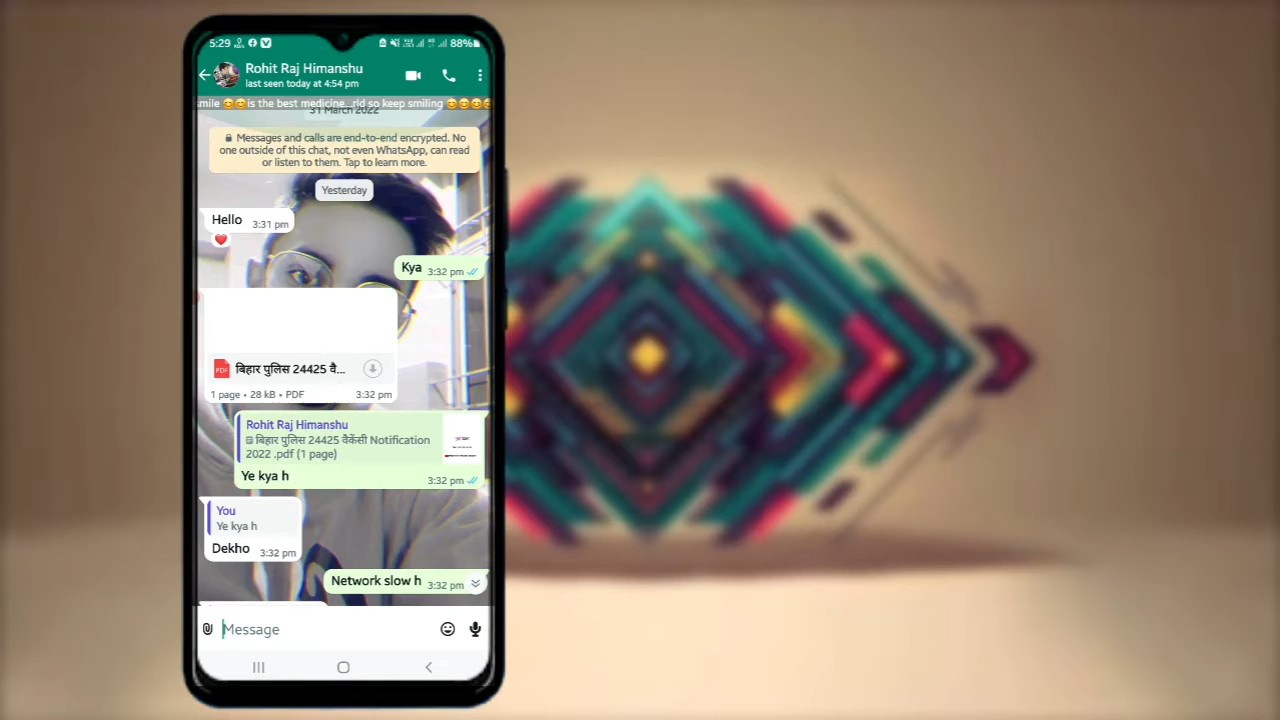 5:29 88%
Rohit Raj Himanshu
last seen today at 4:54 pm
smile 😊😊is the best medicine...rld so keep smiling 😊😊😊😊
31 March 2022
Messages and calls are end-to-end encrypted. No
one outside of this chat, not even WhatsApp, can read
or listen to them. Tap to learn more.
Yesterday
Hello 3:31 pm
Kya 3:32 pm
PDF बिहार पुलिस 24425 वै...
1 page • 28 kB • PDF 3:32 pm
Rohit Raj Himanshu
बिहार पुलिस 24425 वैकेंसी Notification
2022 .pdf (1 page)
Ye kya h 3:32 pm
You
Ye kya h
Dekho 3:32 pm
Network slow h 3:32 pm
Message